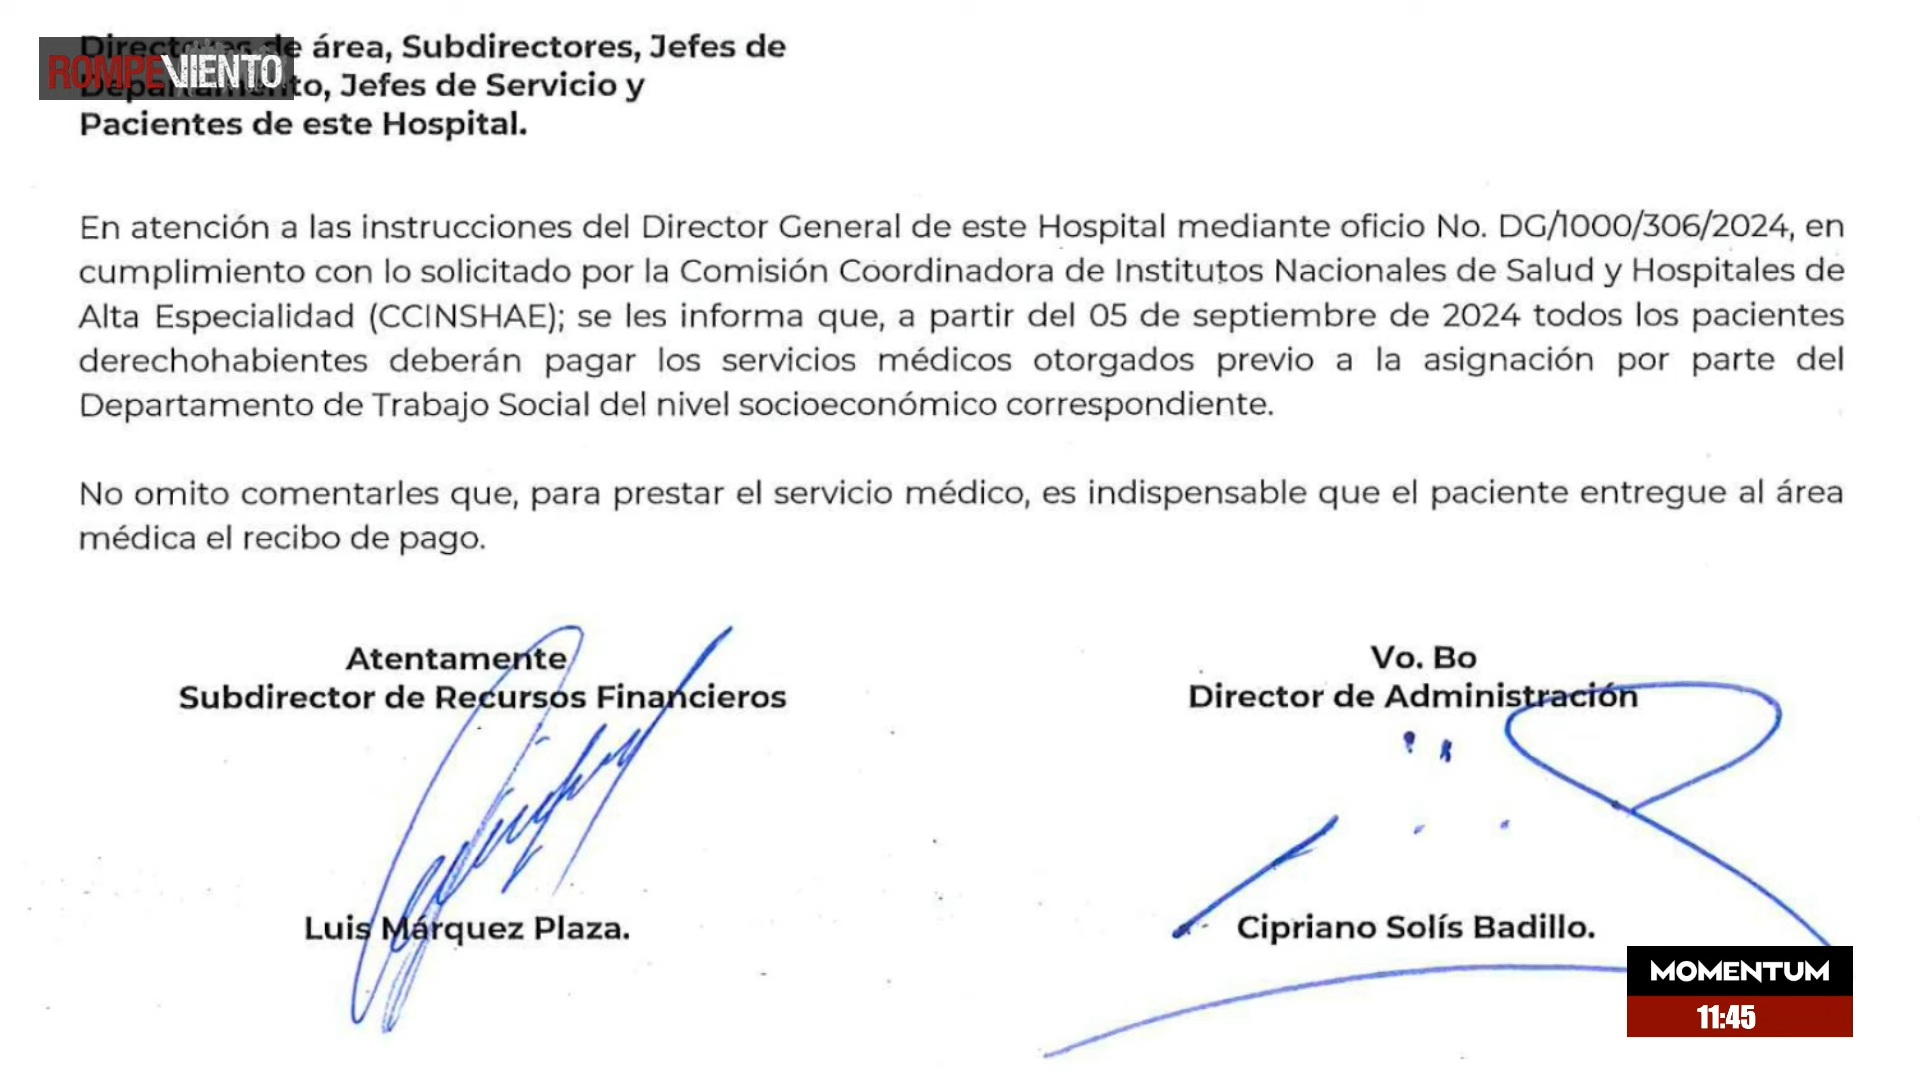 Directores de área, Subdirectores, Jefes de
Departamento, Jefes de Servicio y
Pacientes de este Hospital.
ROMPEVIENTO
En atención a las instrucciones del Director General de este Hospital mediante oficio No. DG/1000/306/2024, en
cumplimiento con lo solicitado por la Comisión Coordinadora de Institutos Nacionales de Salud y Hospitales de
Alta Especialidad (CCINSHAE); se les informa que, a partir del 05 de septiembre de 2024 todos los pacientes
derechohabientes deberán pagar los servicios médicos otorgados previo a la asignación por parte del
Departamento de Trabajo Social del nivel socioeconómico correspondiente.
No omito comentarles que, para prestar el servicio médico, es indispensable que el paciente entregue al área
médica el recibo de pago.
Atentamente
Subdirector de Recursos Financieros
Luis Márquez Plaza.
Vo. Bo
Director de Administración
Cipriano Solís Badillo.
MOMENTUM
11:45